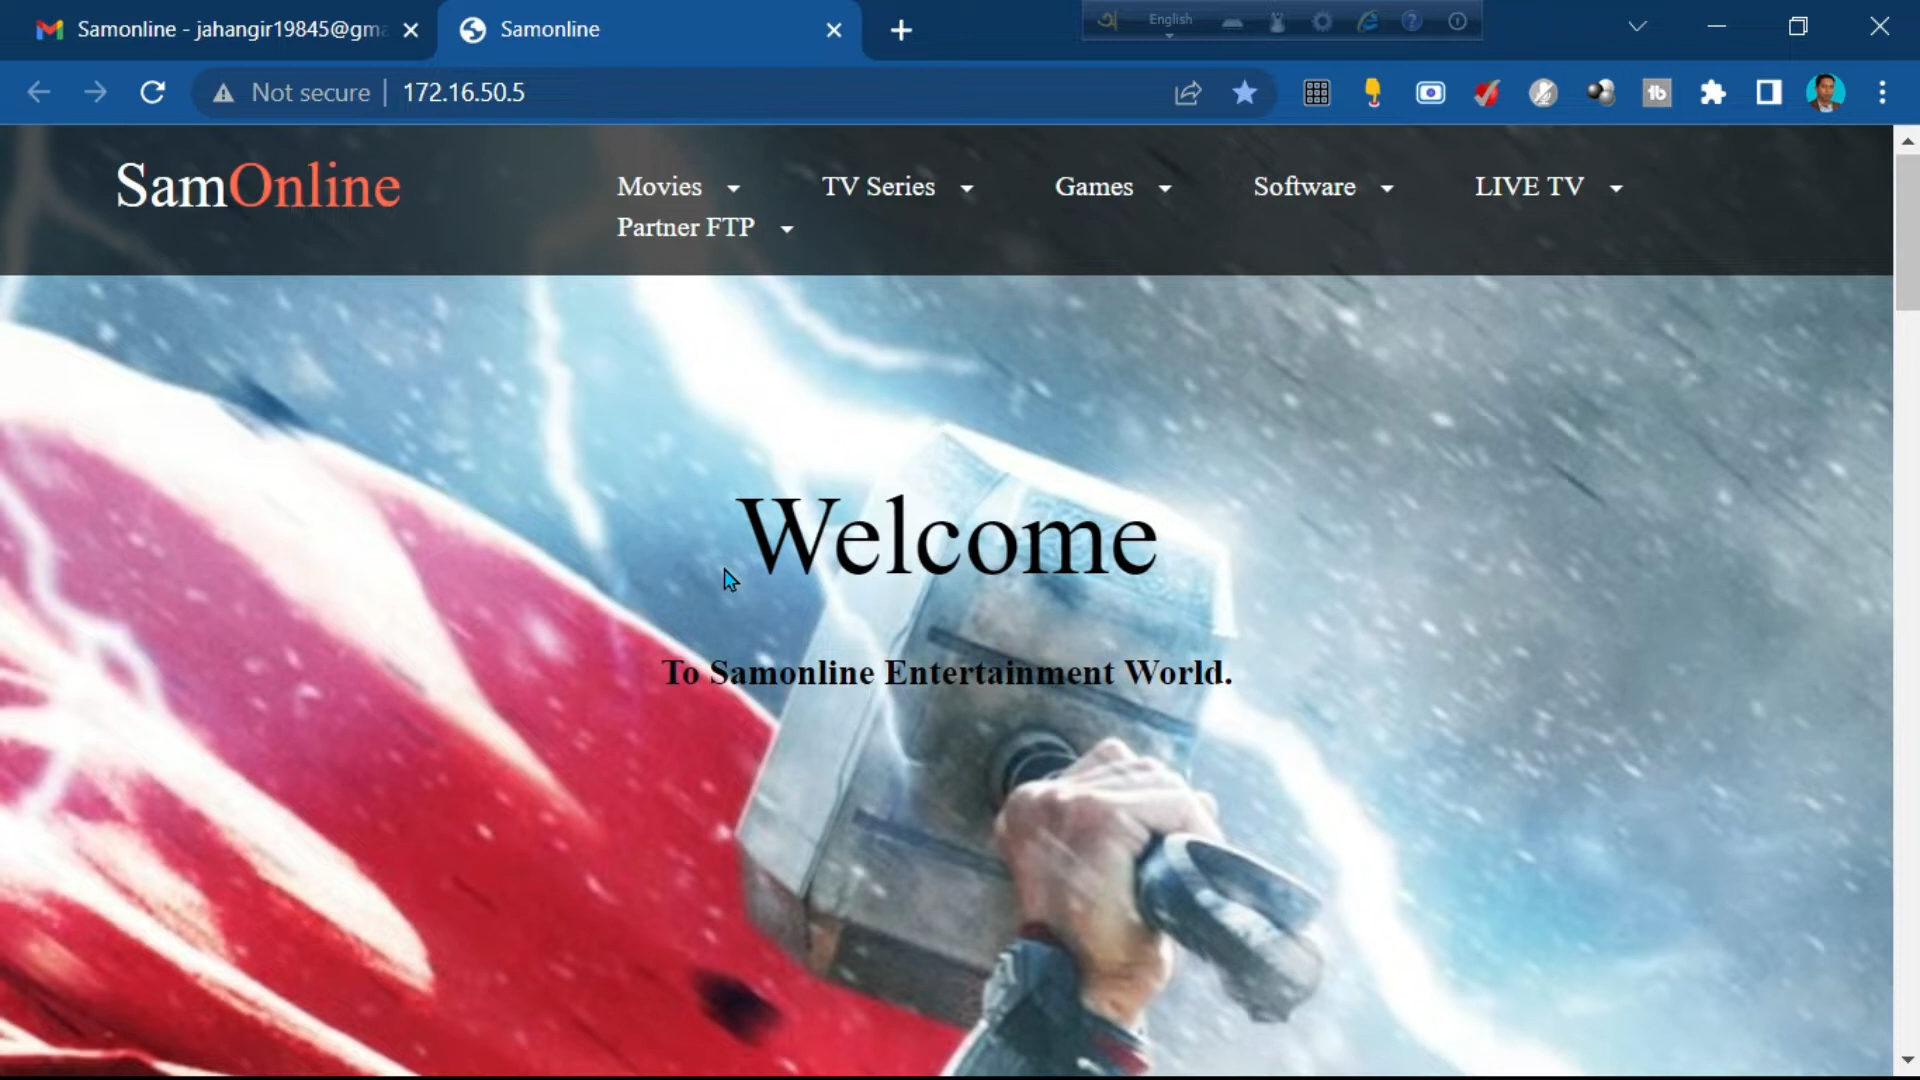 Samonline - jahangir19845@gma
Samonline
অ
English
Not secure
172.16.50.5
SamOnline
Movies
TV Series
Games
Software
LIVE TV
Partner FTP
Welcome
To Samonline Entertainment World.